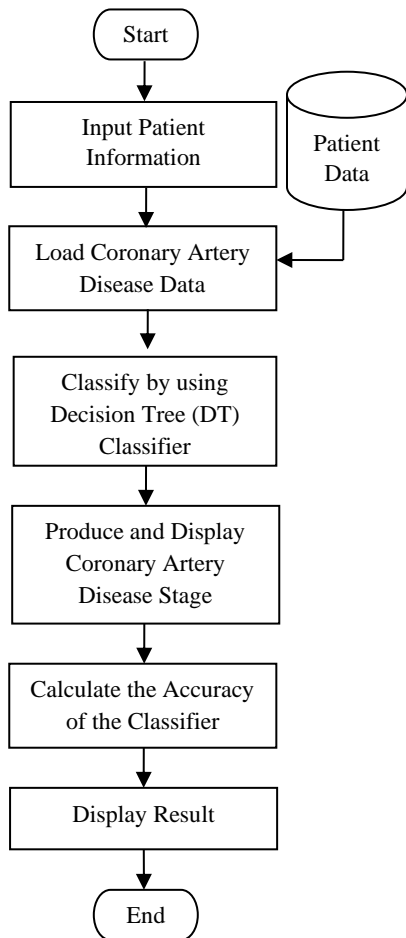 Start
Input Patient
Information
Patient
Data
Load Coronary Artery
Disease Data
Classify by using
Decision Tree (DT)
Classifier
Produce and Display
Coronary Artery
Disease Stage
Calculate the Accuracy
of the Classifier
Display Result
End